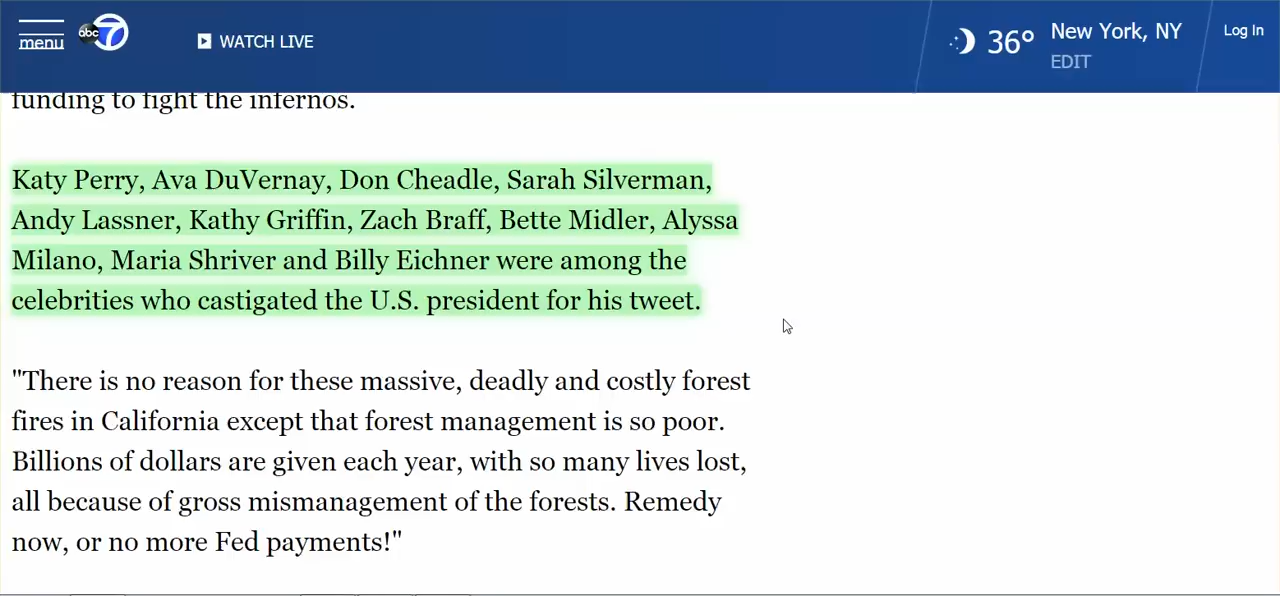 menu
abc 7
WATCH LIVE
36°
New York, NY
EDIT
Log In
funding to fight the infernos.
Katy Perry, Ava DuVernay, Don Cheadle, Sarah Silverman,
Andy Lassner, Kathy Griffin, Zach Braff, Bette Midler, Alyssa
Milano, Maria Shriver and Billy Eichner were among the
celebrities who castigated the U.S. president for his tweet.
"There is no reason for these massive, deadly and costly forest
fires in California except that forest management is so poor.
Billions of dollars are given each year, with so many lives lost,
all because of gross mismanagement of the forests. Remedy
now, or no more Fed payments!"